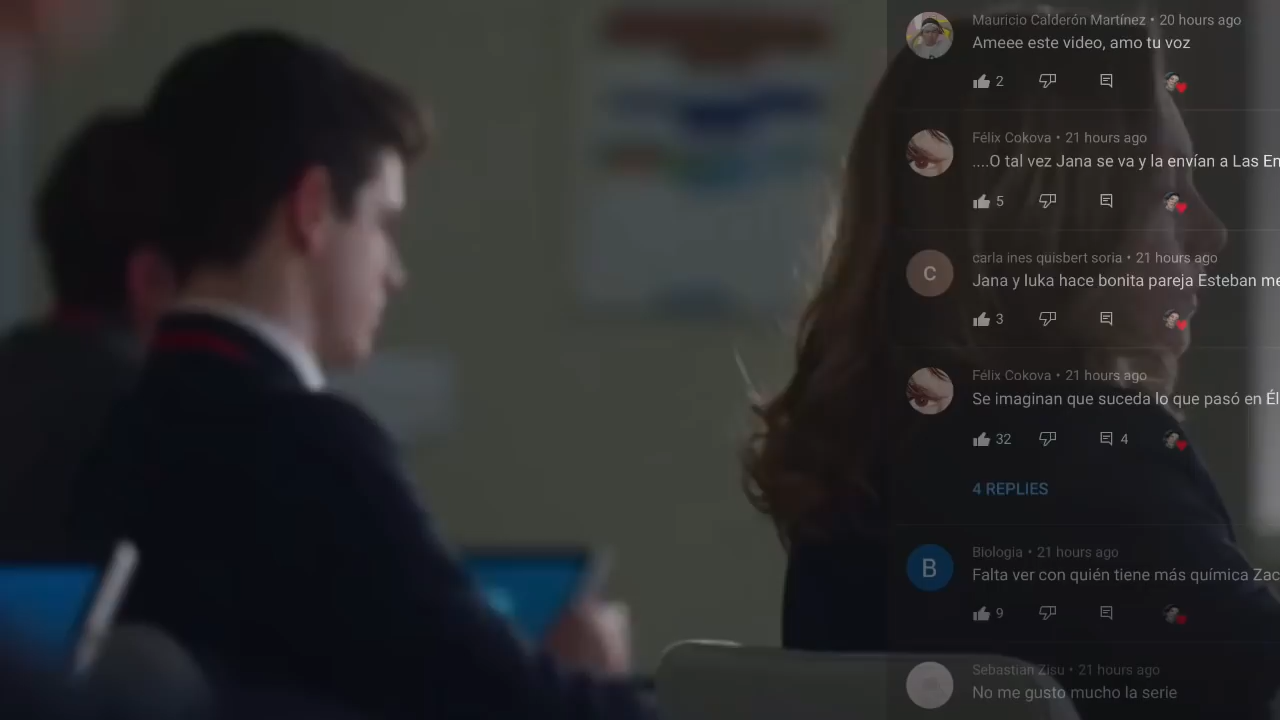 Mauricio Calderón Martínez • 20 hours ago
Ameee este video, amo tu voz
2
Félix Cokova • 21 hours ago
....O tal vez Jana se va y la envían a Las En
5
C
carla ines quisbert soria • 21 hours ago
Jana y luka hace bonita pareja Esteban me
3
Félix Cokova • 21 hours ago
Se imaginan que suceda lo que pasó en Él
32
4
4 REPLIES
B
Biologia • 21 hours ago
Falta ver con quién tiene más química Zac
9
Sebastian Zisu • 21 hours ago
No me gusto mucho la serie